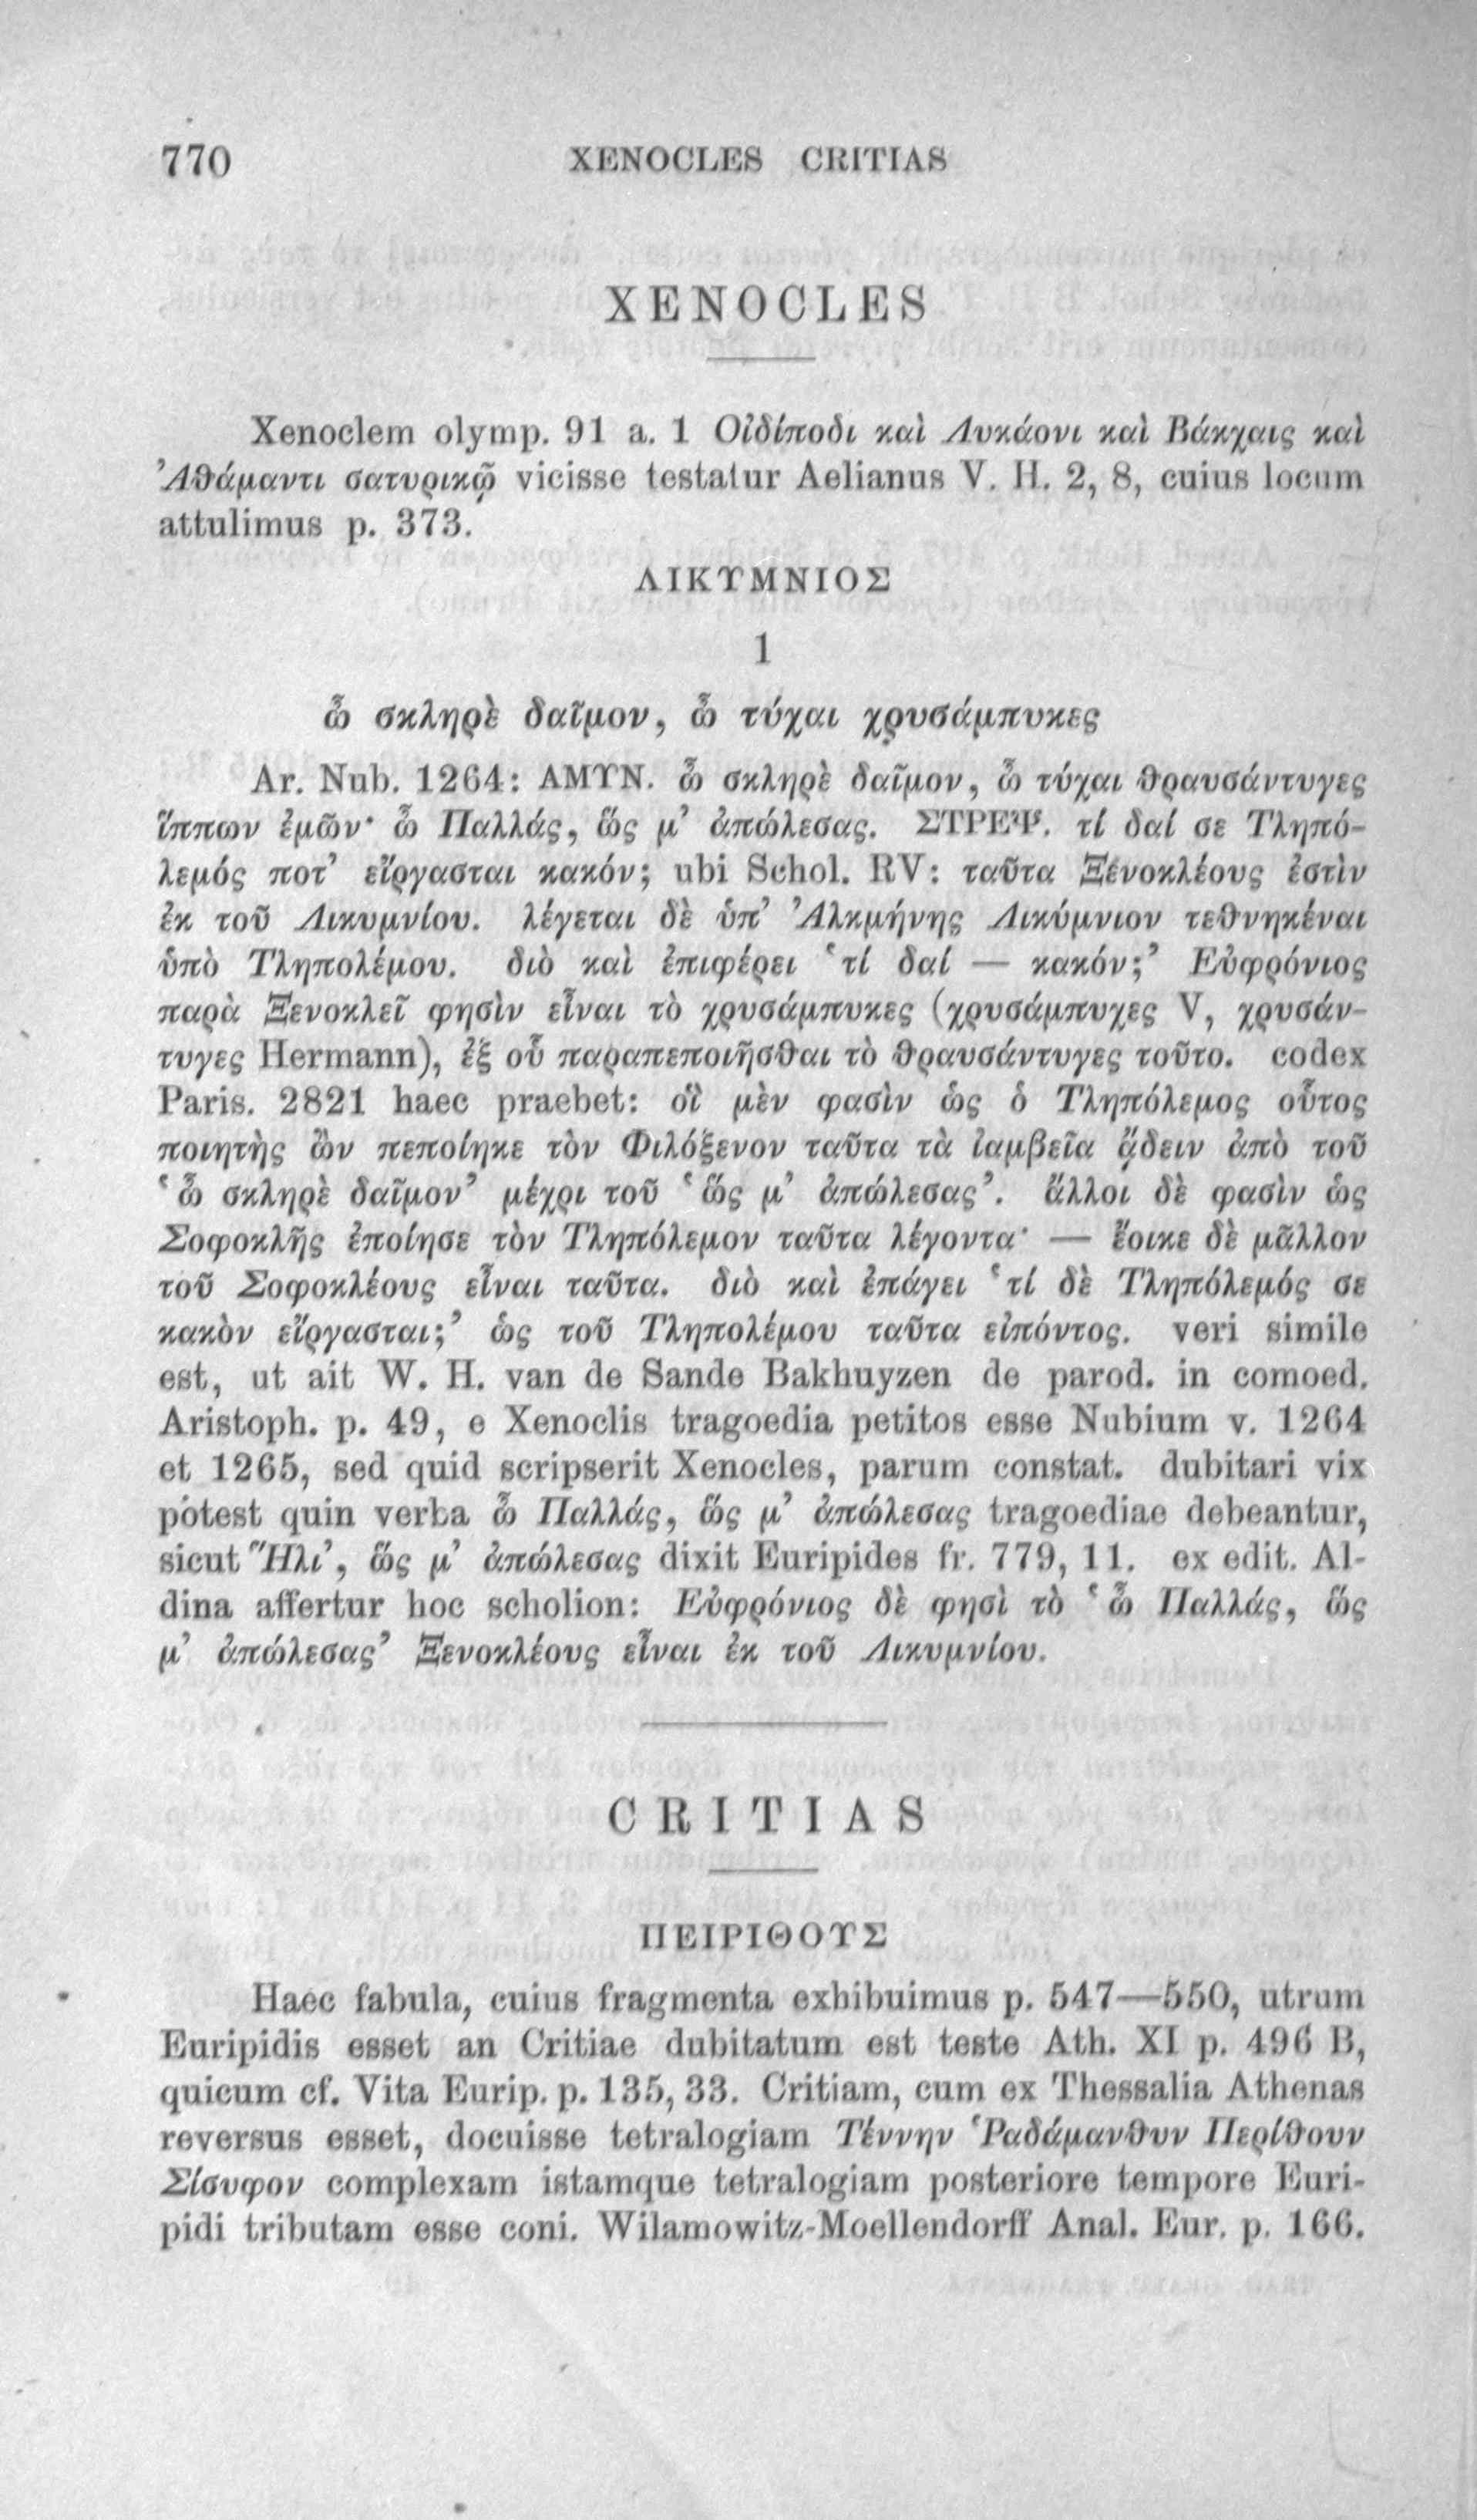 770 XENOCLES CRITIAS
XENOCLES
Xenoclem olymp. 91 a. 1 Οἰδίποδι καὶ Λυκάονι καὶ Βάκχαις καὶ
Ἀθάμαντι σατυρικῷ vicisse testatur Aelianus V. H. 2, 8, cuius locum
attulimus p. 373.
ΛΙΚΥΜΝΙΟΣ
1
ὦ σκληρὲ δαῖμον, ὦ τύχαι χρυσάμπυκες
Ar. Nub. 1264: ΑΜΥΝ. ὦ σκληρὲ δαῖμον, ὦ τύχαι θραυσάντυγες
ἵππων ἐμῶν· ὦ Παλλάς, ὥς μ’ ἀπώλεσας. ΣΤΡΕΨ. τί δαί σε Τληπό-
λεμός ποτ’ εἴργασται κακόν; ubi Schol. RV: ταῦτα Ξενοκλέους ἐστὶν
ἐκ τοῦ Λικυμνίου. λέγεται δὲ ὑπ’ Ἀλκμήνης Λικύμνιον τεθνηκέναι
ὑπὸ Τληπολέμου. διὸ καὶ ἐπιφέρει ‘τί δαί — κακόν;’ Εὐφρόνιος
παρὰ Ξενοκλεῖ φησὶν εἶναι τὸ χρυσάμπυκες (χρυσάμπυχες V, χρυσάν-
τυγες Hermann), ἐξ οὗ παραπεποιῆσθαι τὸ θραυσάντυγες τοῦτο. codex
Paris. 2821 haec praebet: οἳ μὲν φασὶν ὡς ὁ Τληπόλεμος οὗτος
ποιητὴς ὢν πεποίηκε τὸν Φιλόξενον ταῦτα τὰ ἰαμβεῖα ᾄδειν ἀπὸ τοῦ
‘ὦ σκληρὲ δαῖμον’ μέχρι τοῦ ‘ὥς μ’ ἀπώλεσας’. ἄλλοι δὲ φασὶν ὡς
Σοφοκλῆς ἐποίησε τὸν Τληπόλεμον ταῦτα λέγοντα· — ἔοικε δὲ μᾶλλον
τοῦ Σοφοκλέους εἶναι ταῦτα. διὸ καὶ ἐπάγει ‘τί δὲ Τληπόλεμός σε
κακὸν εἴργασται;’ ὡς τοῦ Τληπολέμου ταῦτα εἰπόντος. veri simile
est, ut ait W. H. van de Sande Bakhuyzen de parod. in comoed.
Aristoph. p. 49, e Xenoclis tragoedia petitos esse Nubium v. 1264
et 1265, sed quid scripserit Xenocles, parum constat. dubitari vix
potest quin verba ὦ Παλλάς, ὥς μ’ ἀπώλεσας tragoediae debeantur,
sicut Ἥλι’, ὥς μ’ ἀπώλεσας dixit Euripides fr. 779, 11. ex edit. Al-
dina affertur hoc scholion: Εὐφρόνιος δὲ φησὶ τὸ ‘ὦ Παλλάς, ὥς
μ’ ἀπώλεσας’ Ξενοκλέους εἶναι ἐκ τοῦ Λικυμνίου.
CRITIAS
ΠΕΙΡΙΘΟΥΣ
Haec fabula, cuius fragmenta exhibuimus p. 547—550, utrum
Euripidis esset an Critiae dubitatum est teste Ath. XI p. 496 B,
quicum cf. Vita Eurip. p. 135, 33. Critiam, cum ex Thessalia Athenas
reversus esset, docuisse tetralogiam Τέννην Ῥαδάμανθυν Περίθουν
Σίσυφον complexam istamque tetralogiam posteriore tempore Euri-
pidi tributam esse coni. Wilamowitz-Moellendorff Anal. Eur. p. 166.